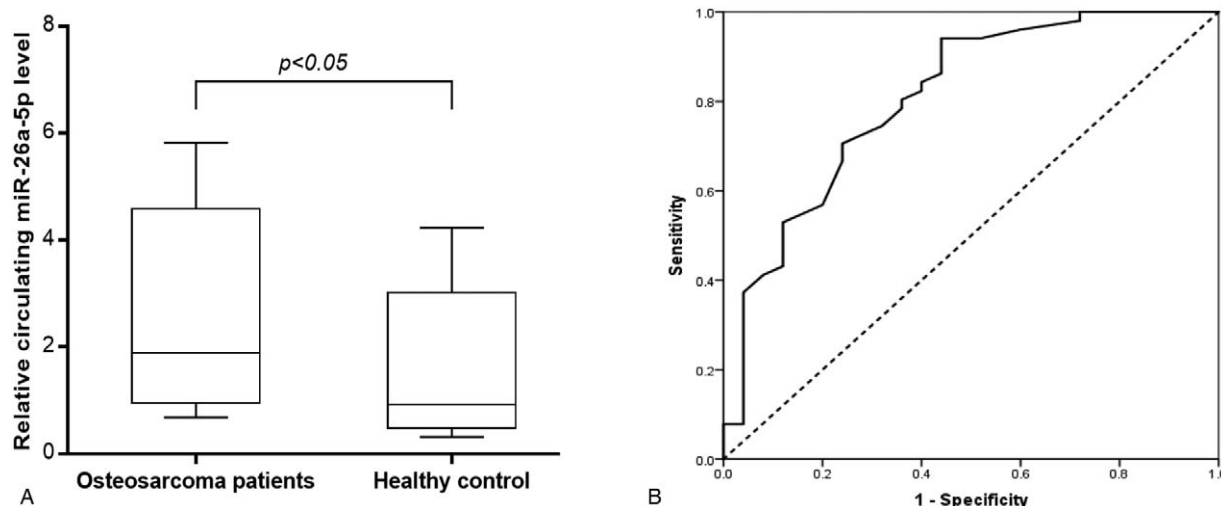 Relative circulating miR-26a-5p level
8
6
4
2
0
p<0.05
Osteosarcoma patients
Healthy control
A
Sensitivity
1.0
0.8
0.6
0.4
0.2
0.0
0.0 0.2 0.4 0.6 0.8 1.0
1 - Specificity
B